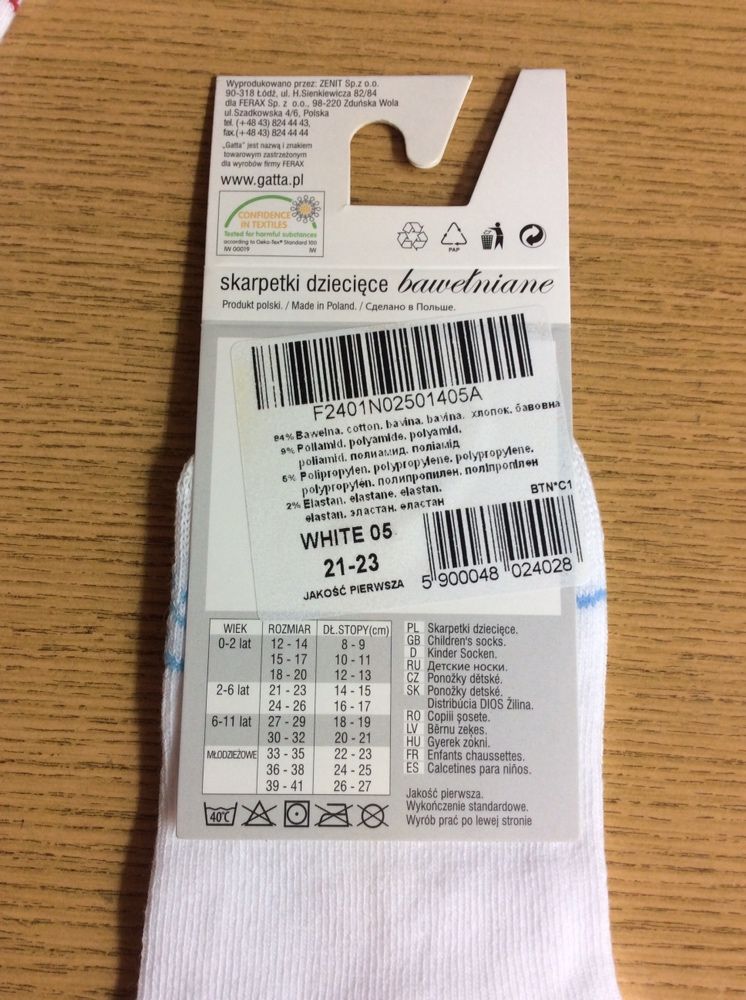 Wyprodukowano przez: ZENIT Sp.z o.o.
90-318 Łódź, ul. H.Sienkiewicza 82/84
dla FERAX Sp. z o.o., 98-220 Zduńska Wola
ul.Szadkowska 4/6, Polska
tel. (+48 43) 824 44 43,
fax.(+48 43) 824 44 44
„Gatta" jest nazwą i znakiem
towarowym zastrzeżonym
dla wyrobów firmy FERAX
www.gatta.pl
CONFIDENCE
IN TEXTILES
Tested for harmful substances
according to Oeko-Tex® Standard 100
IW 00019 IW
PAP
skarpetki dziecięce bawełniane
Produkt polski. / Made in Poland. / Сделано в Польше.
F2401N02501405A
84% Bawełna, cotton, bavlna, bavlna, хлопок, бавовна
9% Poliamid, polyamide, polyamid,
poliamid, полиамид, поліамід
5% Polipropylen, polypropylene, polypropylene,
polypropylén, полипропилен, поліпропілен
2% Elastan, elastane, elastan,
elastan, эластан, еластан
BTN*C1
WHITE 05
21-23
JAKOŚĆ PIERWSZA
5 900048 024028
WIEK ROZMIAR DŁ.STOPY(cm)
0-2 lat 12 - 14 8 - 9
15 - 17 10 - 11
18 - 20 12 - 13
2-6 lat 21 - 23 14 - 15
24 - 26 16 - 17
6-11 lat 27 - 29 18 - 19
30 - 32 20 - 21
MŁODZIEŻOWE 33 - 35 22 - 23
36 - 38 24 - 25
39 - 41 26 - 27
PL Skarpetki dziecięce.
GB Children's socks.
D Kinder Socken.
RU Детские носки.
CZ Ponožky dětské.
SK Ponožky detské.
Distribúcia DIOS Žilina.
RO Copiii șosete.
LV Bērnu zeķes.
HU Gyerek zokni.
FR Enfants chaussettes.
ES Calcetines para niños.
Jakość pierwsza.
Wykończenie standardowe.
Wyrób prać po lewej stronie
40°C